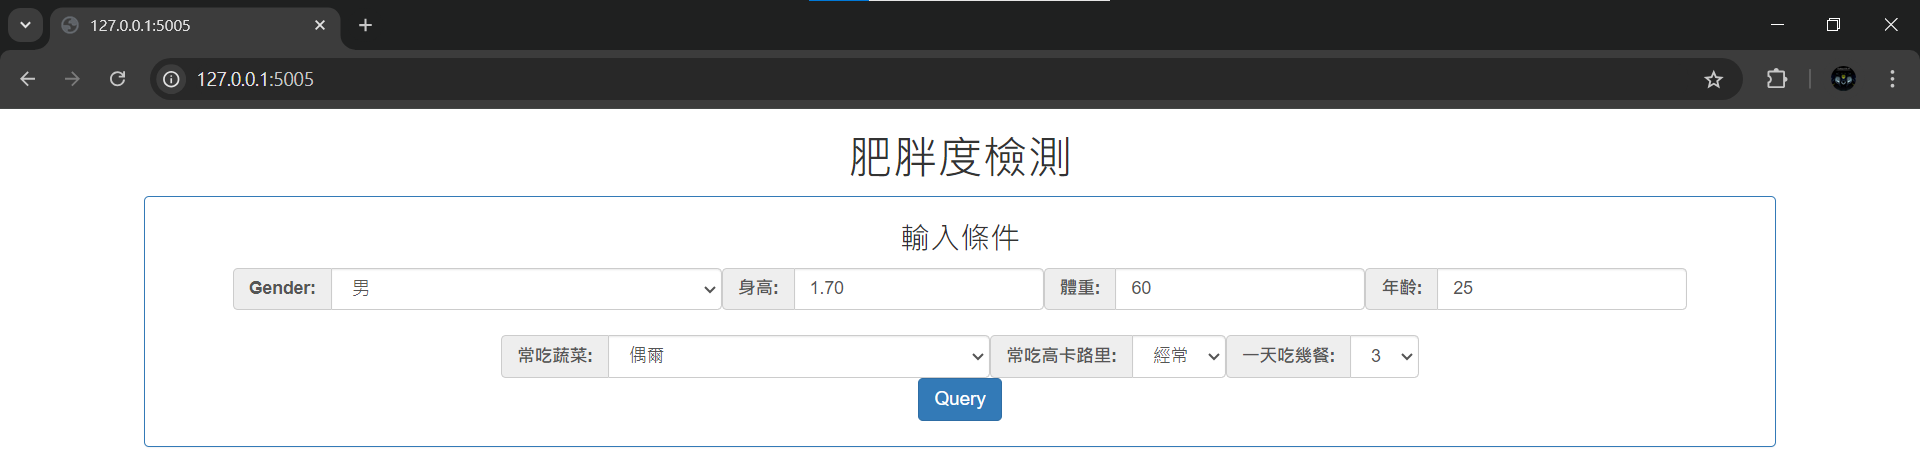 127.0.0.1:5005
127.0.0.1:5005
肥胖度檢測
輸入條件
Gender: 男 身高: 1.70 體重: 60 年齡: 25
常吃蔬菜: 偶爾 常吃高卡路里: 經常 一天吃幾餐: 3
Query